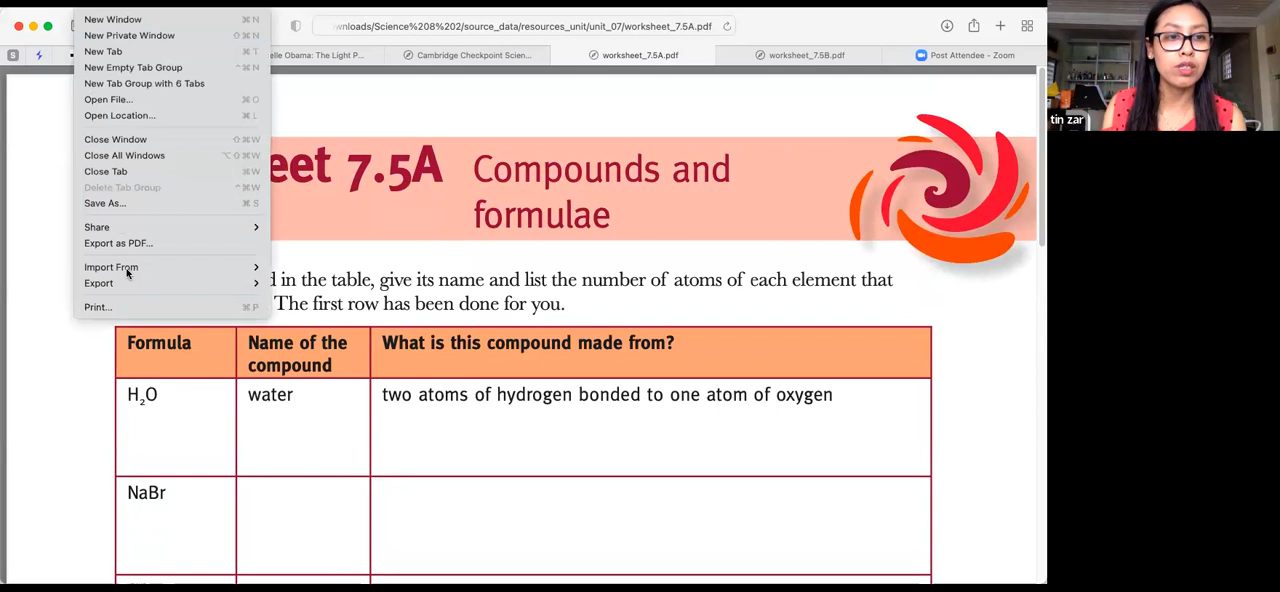 New Window ⌘N
New Private Window ⇧⌘N
New Tab ⌘T
New Empty Tab Group ^⌘N
New Tab Group with 6 Tabs
Open File... ⌘O
Open Location... ⌘L
Close Window ⇧⌘W
Close All Windows ⌥⇧⌘W
Close Tab ⌘W
Delete Tab Group ^⌘W
Save As... ⌘S
Share
Export as PDF...
Import From
Export
Print... ⌘P
wnloads/Science%208%202/source_data/resources_unit/unit_07/worksheet_7.5A.pdf
S
elle Obama: The Light P...
Cambridge Checkpoint Scien...
worksheet_7.5A.pdf
worksheet_7.5B.pdf
Post Attendee - Zoom
tin zar
eet 7.5A Compounds and
formulae
d in the table, give its name and list the number of atoms of each element that
The first row has been done for you.
Formula
Name of the
compound
What is this compound made from?
H₂O
water
two atoms of hydrogen bonded to one atom of oxygen
NaBr